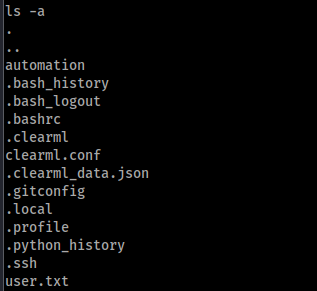 ls -a
.
..
automation
.bash_history
.bash_logout
.bashrc
.clearml
clearml.conf
.clearml_data.json
.gitconfig
.local
.profile
.python_history
.ssh
user.txt